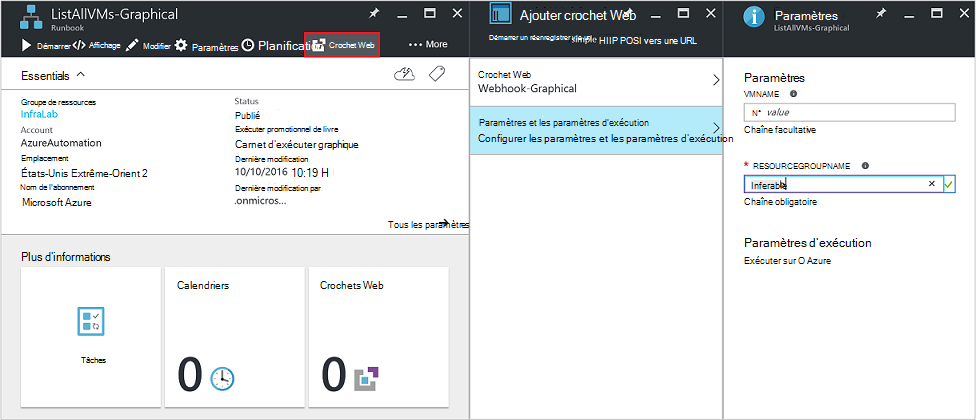 ListAllVMs-Graphical
Runbook
Démarrer
Affichage
Modifier
Paramètres
Planification
Crochet Web
More
Essentials
Groupe de ressources
InfraLab
Account
AzureAutomation
Emplacement
États-Unis Extrême-Orient 2
Nom de l'abonnement
Microsoft Azure
Status
Publié
Exécuter promotionnel de livre
Carnet d'exécuter graphique
Dernière modification
10/10/2016 10:19 H
Dernière modification par
.onmicros...
Tous les paramètres
Plus d'informations
Tâches
Calendriers
0
Crochets Web
0
Ajouter crochet Web
Démarrer un
simple HIIP POSI vers une URL
Crochet Web
Webhook-Graphical
Paramètres et les paramètres d'exécution
Configurer les paramètres et les paramètres d'exécution
Paramètres
ListAllVMs-Graphical
Paramètres
VMNAME
N° value
Chaîne facultative
* RESOURCEGROUPNAME
Inferable
Chaîne obligatoire
Paramètres d'exécution
Exécuter sur O Azure